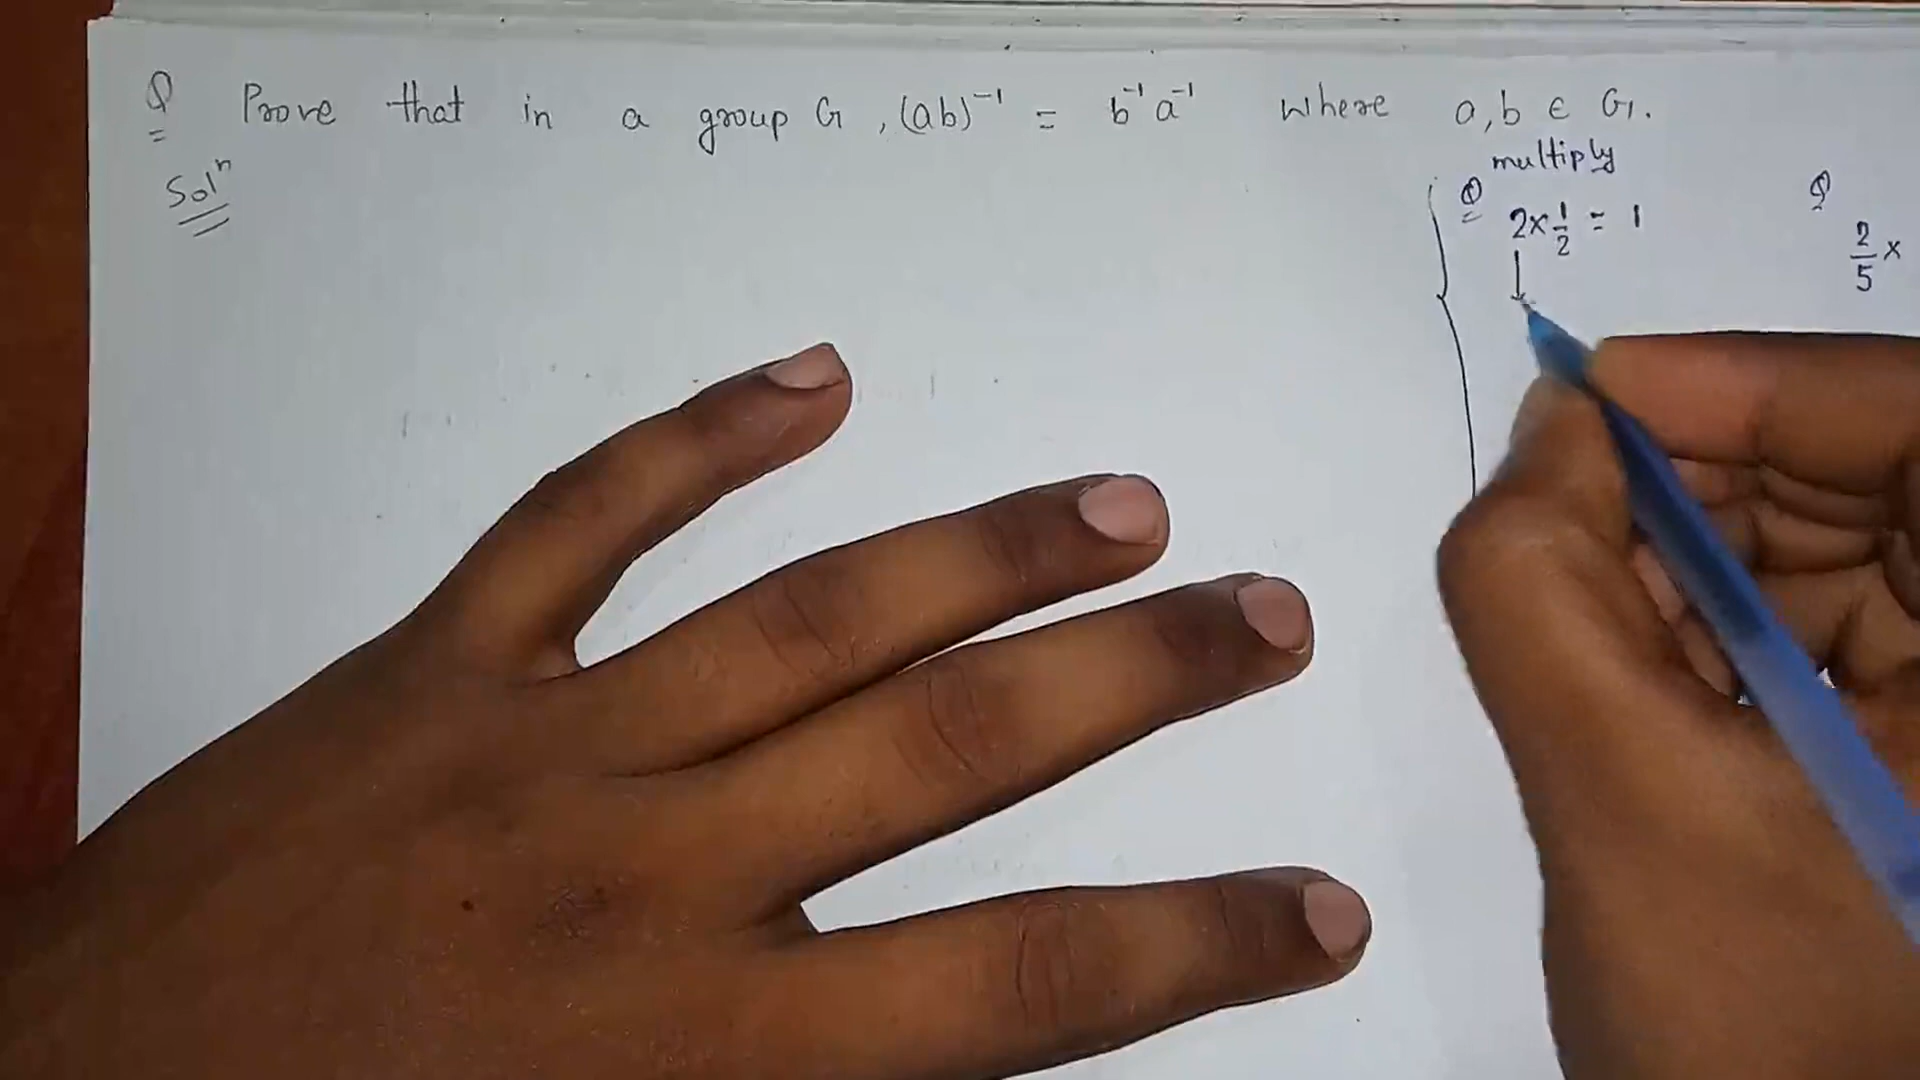 Q Prove that in a group G, (ab)⁻¹ = b⁻¹a⁻¹ where a, b ∈ G.
Solⁿ
multiply
Q 2 × 1/2 = 1
Q
2/5 ×